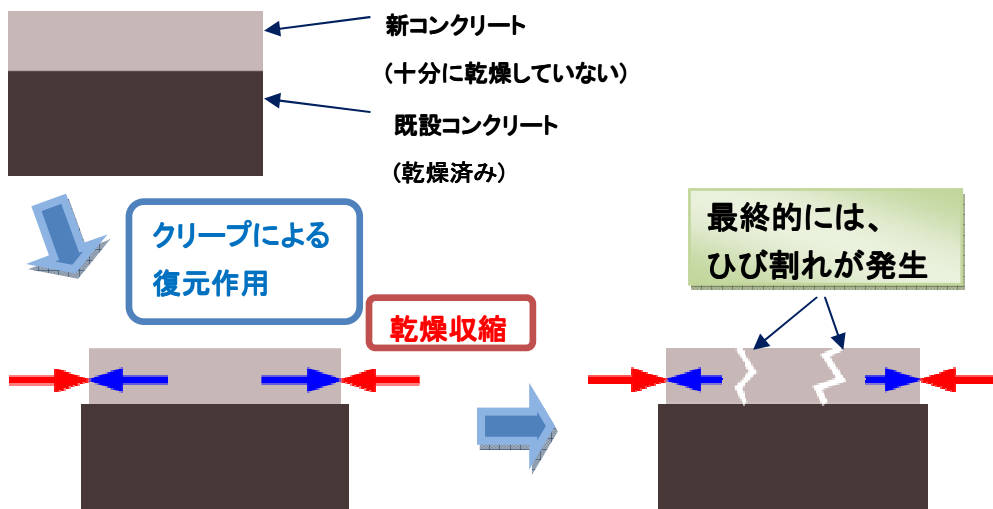 新コンクリート
(十分に乾燥していない)
既設コンクリート
(乾燥済み)
クリープによる
復元作用
乾燥収縮
最終的には、
ひび割れが発生